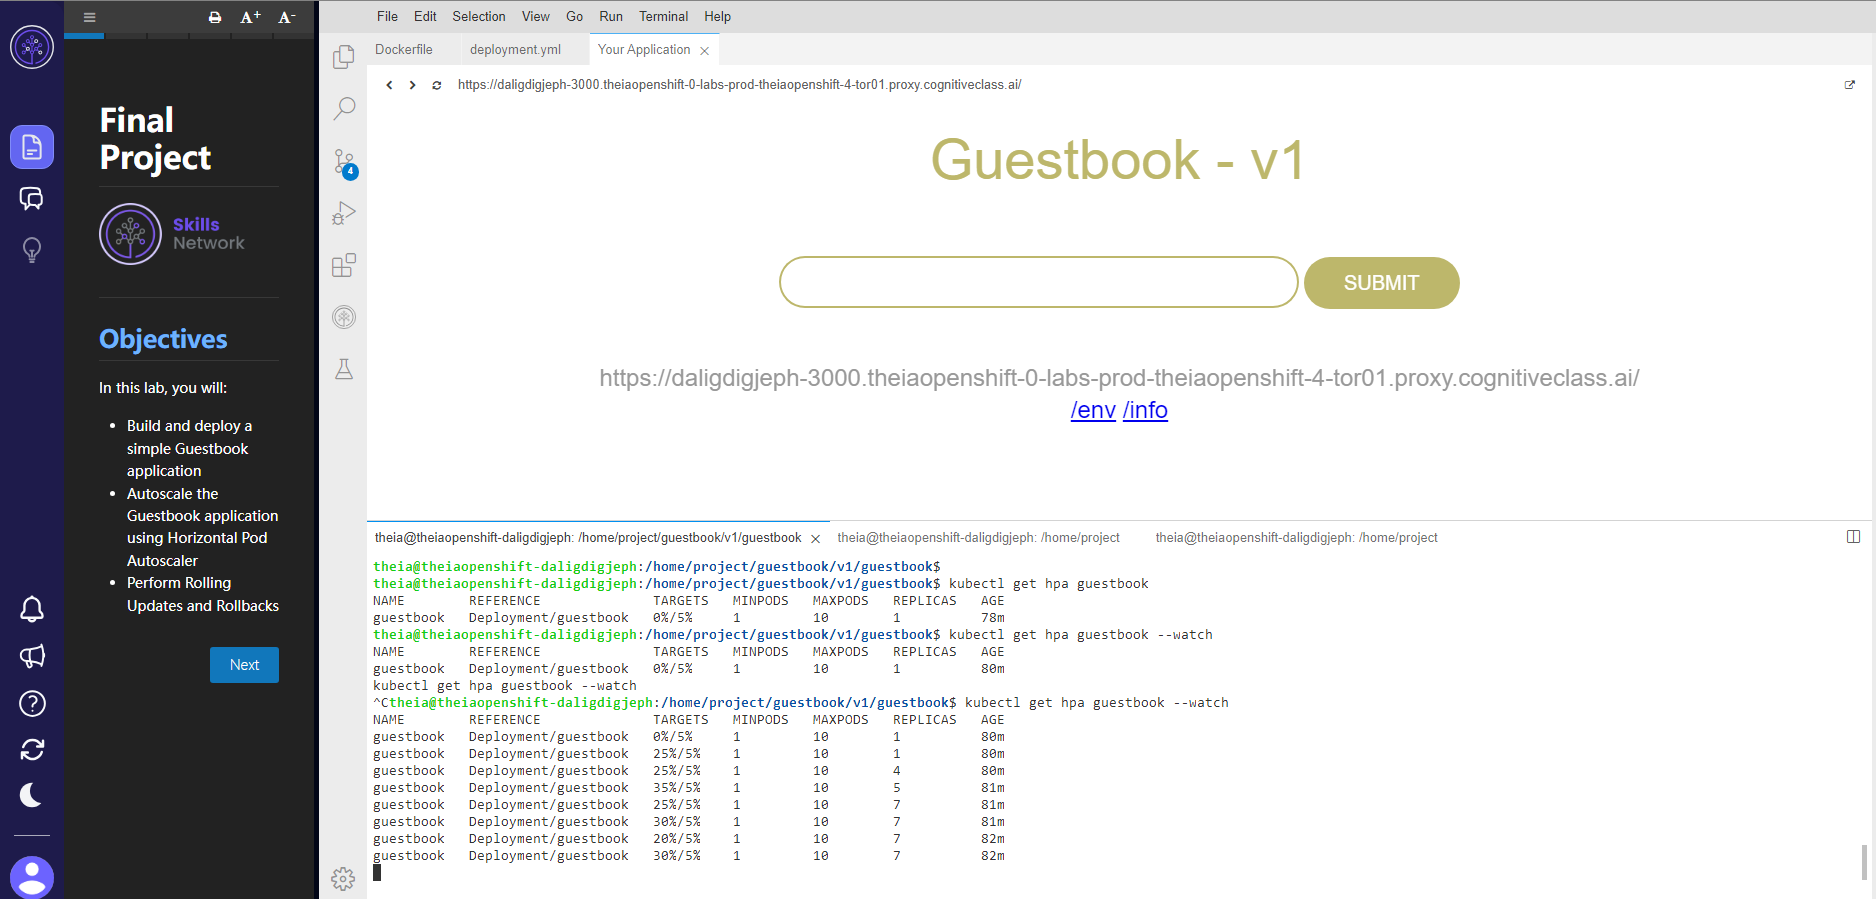 A+ A-
Final
Project
Skills
Network
Objectives
In this lab, you will:
Build and deploy a
simple Guestbook
application
Autoscale the
Guestbook application
using Horizontal Pod
Autoscaler
Perform Rolling
Updates and Rollbacks
Next
File Edit Selection View Go Run Terminal Help
Dockerfile deployment.yml Your Application
4
https://daligdigjeph-3000.theiaopenshift-0-labs-prod-theiaopenshift-4-tor01.proxy.cognitiveclass.ai/
Guestbook - v1
SUBMIT
https://daligdigjeph-3000.theiaopenshift-0-labs-prod-theiaopenshift-4-tor01.proxy.cognitiveclass.ai/
/env /info
theia@theiaopenshift-daligdigjeph: /home/project/guestbook/v1/guestbook theia@theiaopenshift-daligdigjeph: /home/project theia@theiaopenshift-daligdigjeph: /home/project
theia@theiaopenshift-daligdigjeph:/home/project/guestbook/v1/guestbook$
theia@theiaopenshift-daligdigjeph:/home/project/guestbook/v1/guestbook$ kubectl get hpa guestbook
NAME REFERENCE TARGETS MINPODS MAXPODS REPLICAS AGE
guestbook Deployment/guestbook 0%/5% 1 10 1 78m
theia@theiaopenshift-daligdigjeph:/home/project/guestbook/v1/guestbook$ kubectl get hpa guestbook --watch
NAME REFERENCE TARGETS MINPODS MAXPODS REPLICAS AGE
guestbook Deployment/guestbook 0%/5% 1 10 1 80m
kubectl get hpa guestbook --watch
^Ctheia@theiaopenshift-daligdigjeph:/home/project/guestbook/v1/guestbook$ kubectl get hpa guestbook --watch
NAME REFERENCE TARGETS MINPODS MAXPODS REPLICAS AGE
guestbook Deployment/guestbook 0%/5% 1 10 1 80m
guestbook Deployment/guestbook 25%/5% 1 10 1 80m
guestbook Deployment/guestbook 25%/5% 1 10 4 80m
guestbook Deployment/guestbook 35%/5% 1 10 5 81m
guestbook Deployment/guestbook 25%/5% 1 10 7 81m
guestbook Deployment/guestbook 30%/5% 1 10 7 81m
guestbook Deployment/guestbook 20%/5% 1 10 7 82m
guestbook Deployment/guestbook 30%/5% 1 10 7 82m